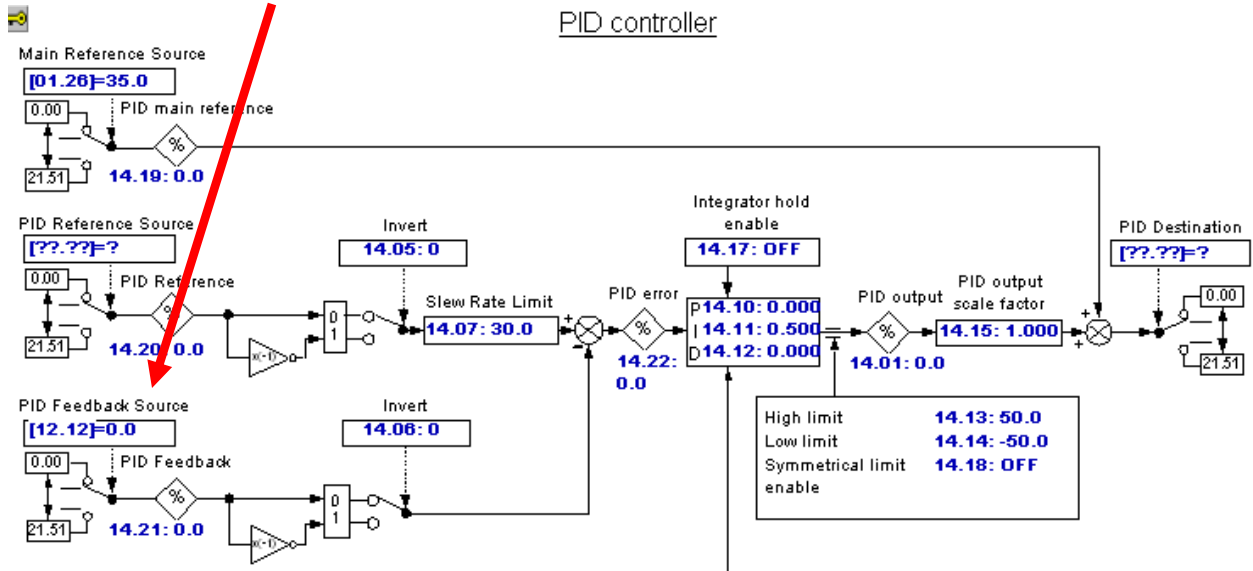 PID controller
Main Reference Source
[01.26]=35.0
0.00
PID main reference
%
21.51
14.19: 0.0
PID Reference Source
[??.??]=?
0.00
PID Reference
%
21.51
14.20: 0.0
Invert
14.05: 0
0
1
x(-1)
Slew Rate Limit
14.07: 30.0
+
-
PID error
%
14.22:
0.0
Integrator hold
enable
14.17: OFF
P 14.10: 0.000
I 14.11: 0.500
D 14.12: 0.000
PID output
%
14.01: 0.0
PID output
scale factor
14.15: 1.000
+
+
PID Destination
[??.??]=?
0.00
21.51
High limit 14.13: 50.0
Low limit 14.14: -50.0
Symmetrical limit 14.18: OFF
enable
PID Feedback Source
[12.12]=0.0
0.00
PID Feedback
%
21.51
14.21: 0.0
Invert
14.06: 0
0
1
x(-1)